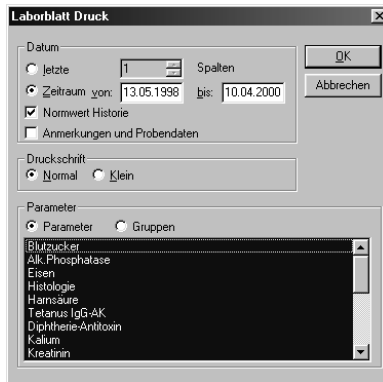 Laborblatt Druck
Datum
letzte 1 Spalten
Zeitraum von: 13.05.1998 bis: 10.04.2000
Normwert Historie
Anmerkungen und Probendaten
OK
Abbrechen
Druckschrift
Normal Klein
Parameter
Parameter Gruppen
Blutzucker
Alk.Phosphatase
Eisen
Histologie
Harnsäure
Tetanus IgG-AK
Diphtherie-Antitoxin
Kalium
Kreatinin